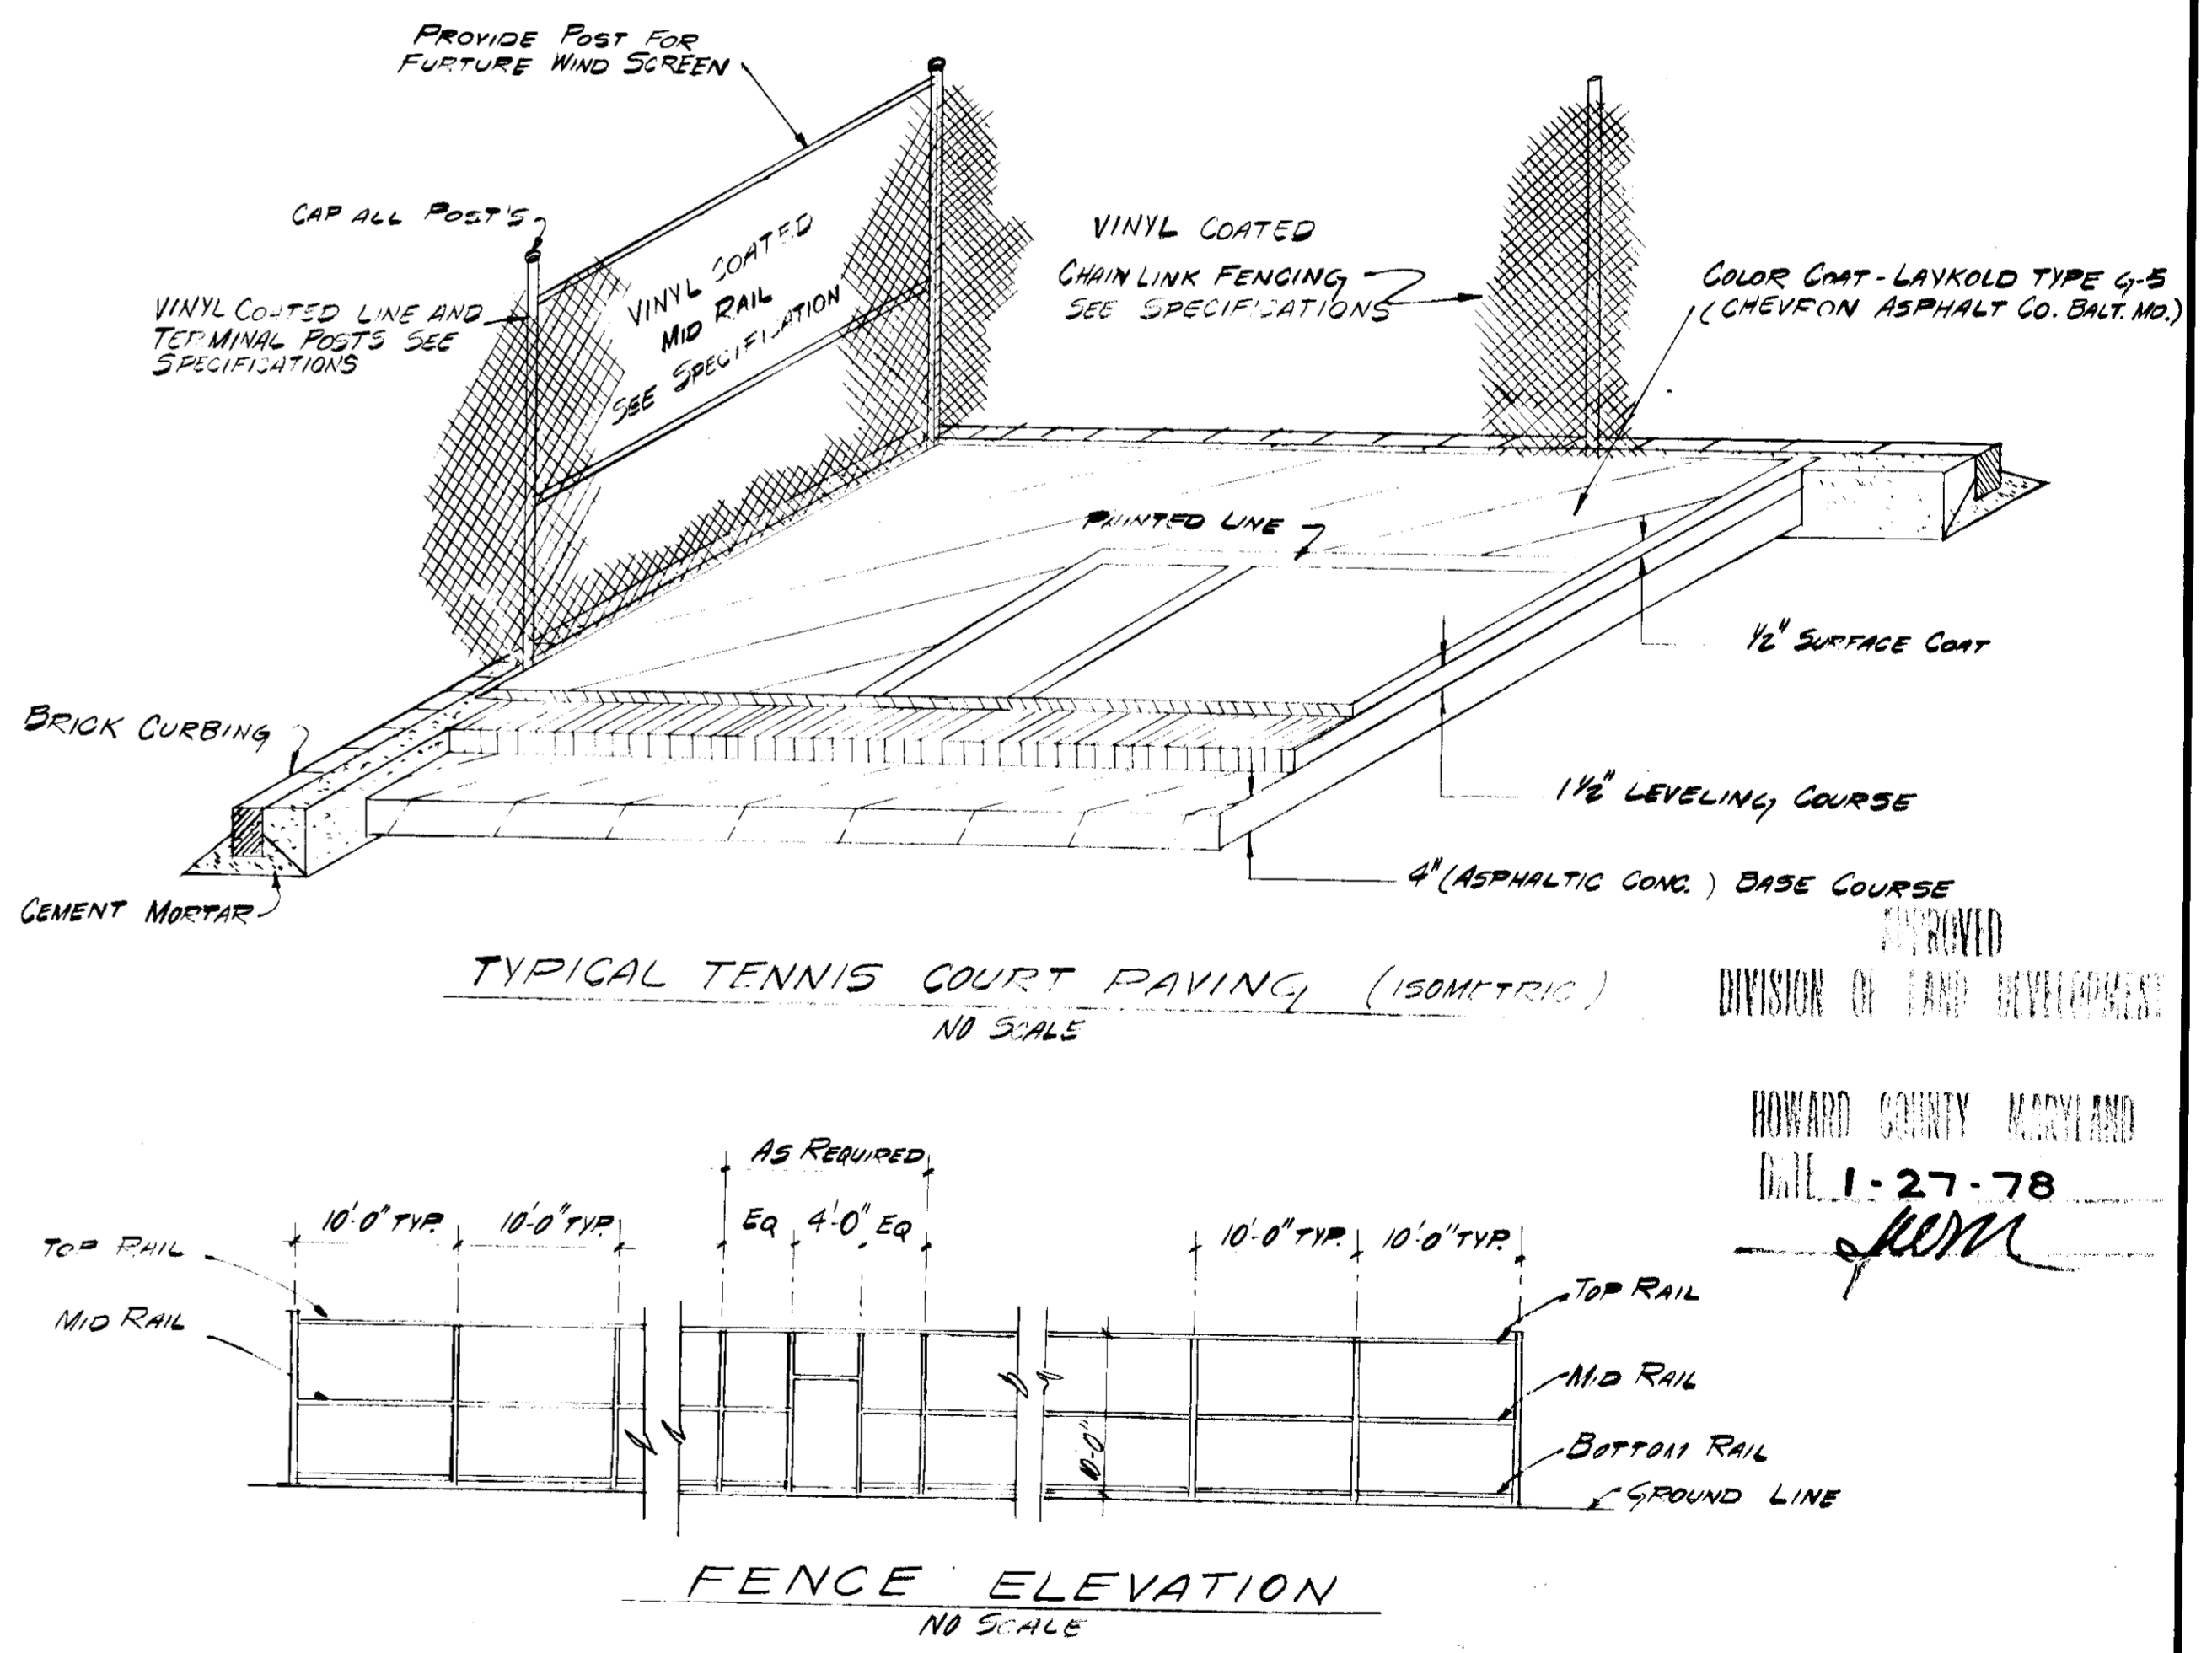 PROVIDE POST FOR
FURTURE WIND SCREEN
CAP ALL POST'S
VINYL COATED LINE AND
TERMINAL POSTS SEE
SPECIFICATIONS
VINYL COATED
MID RAIL
SEE SPECIFICATION
VINYL COATED
CHAIN LINK FENCING
SEE SPECIFICATIONS
COLOR COAT - LAYKOLD TYPE G-5
(CHEVRON ASPHALT CO. BALT. MD.)
PAINTED LINE
1/2" SURFACE COAT
BRICK CURBING
1 1/2" LEVELING COURSE
4" (ASPHALTIC CONC.) BASE COURSE
CEMENT MORTAR
TYPICAL TENNIS COURT PAVING (ISOMETRIC)
NO SCALE
APPROVED
DIVISION OF LAND DEVELOPMENT
HOWARD COUNTY MARYLAND
DATE 1-27-78
AS REQUIRED
10'-0" TYP. 10'-0" TYP. EQ 4'-0" EQ 10'-0" TYP. 10'-0" TYP.
TOP RAIL
MID RAIL
TOP RAIL
MID RAIL
10'-0"
BOTTOM RAIL
GROUND LINE
FENCE ELEVATION
NO SCALE